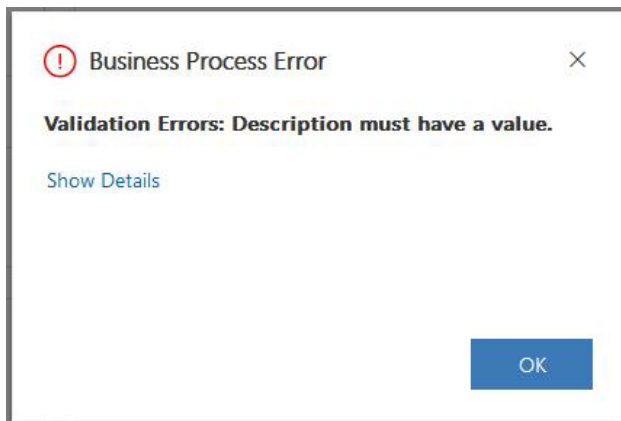 Business Process Error
Validation Errors: Description must have a value.
Show Details
OK